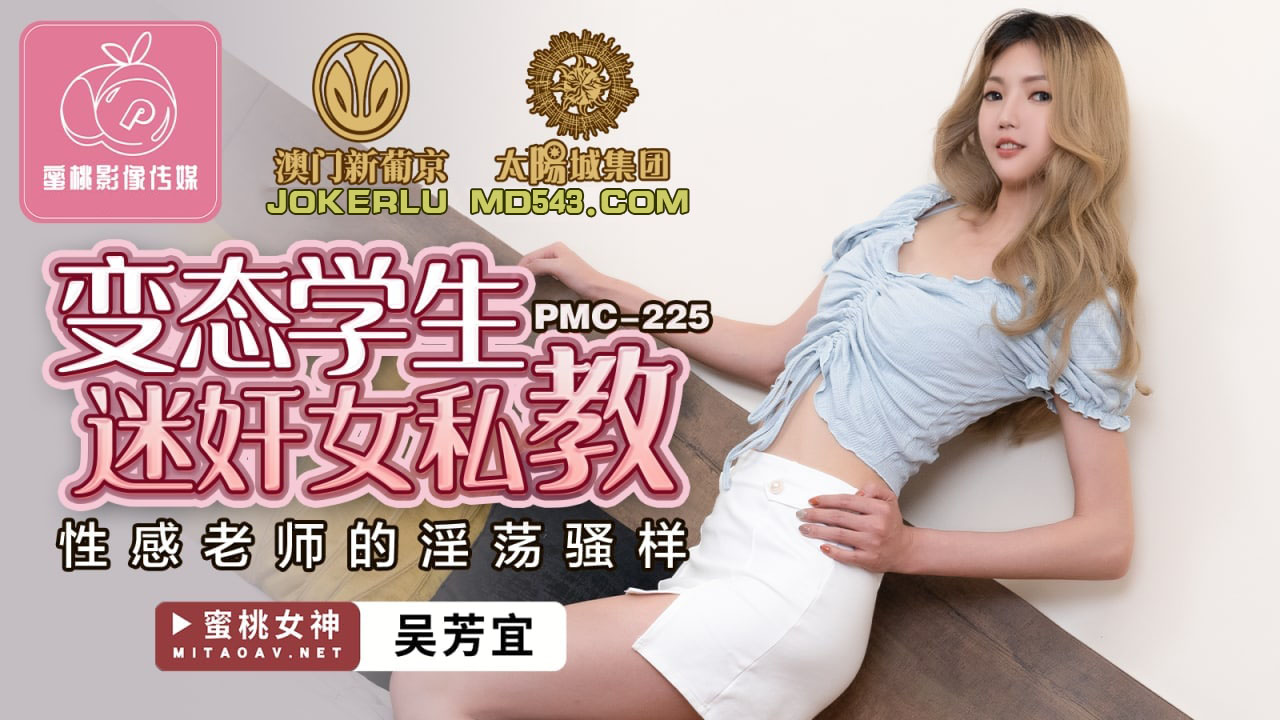 蜜桃影像传媒
澳门新葡京
JOKERLU
太陽城集团
MD543.COM
变态学生
PMC-225
迷奸女私教
性感老师的淫荡骚样
蜜桃女神
MITAOAV.NET
吴芳宜